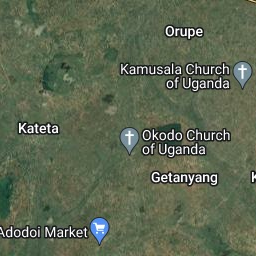 Orupe
Kamusala Church
of Uganda
Kateta
Okodo Church
of Uganda
Getanyang
K
Adodoi Market